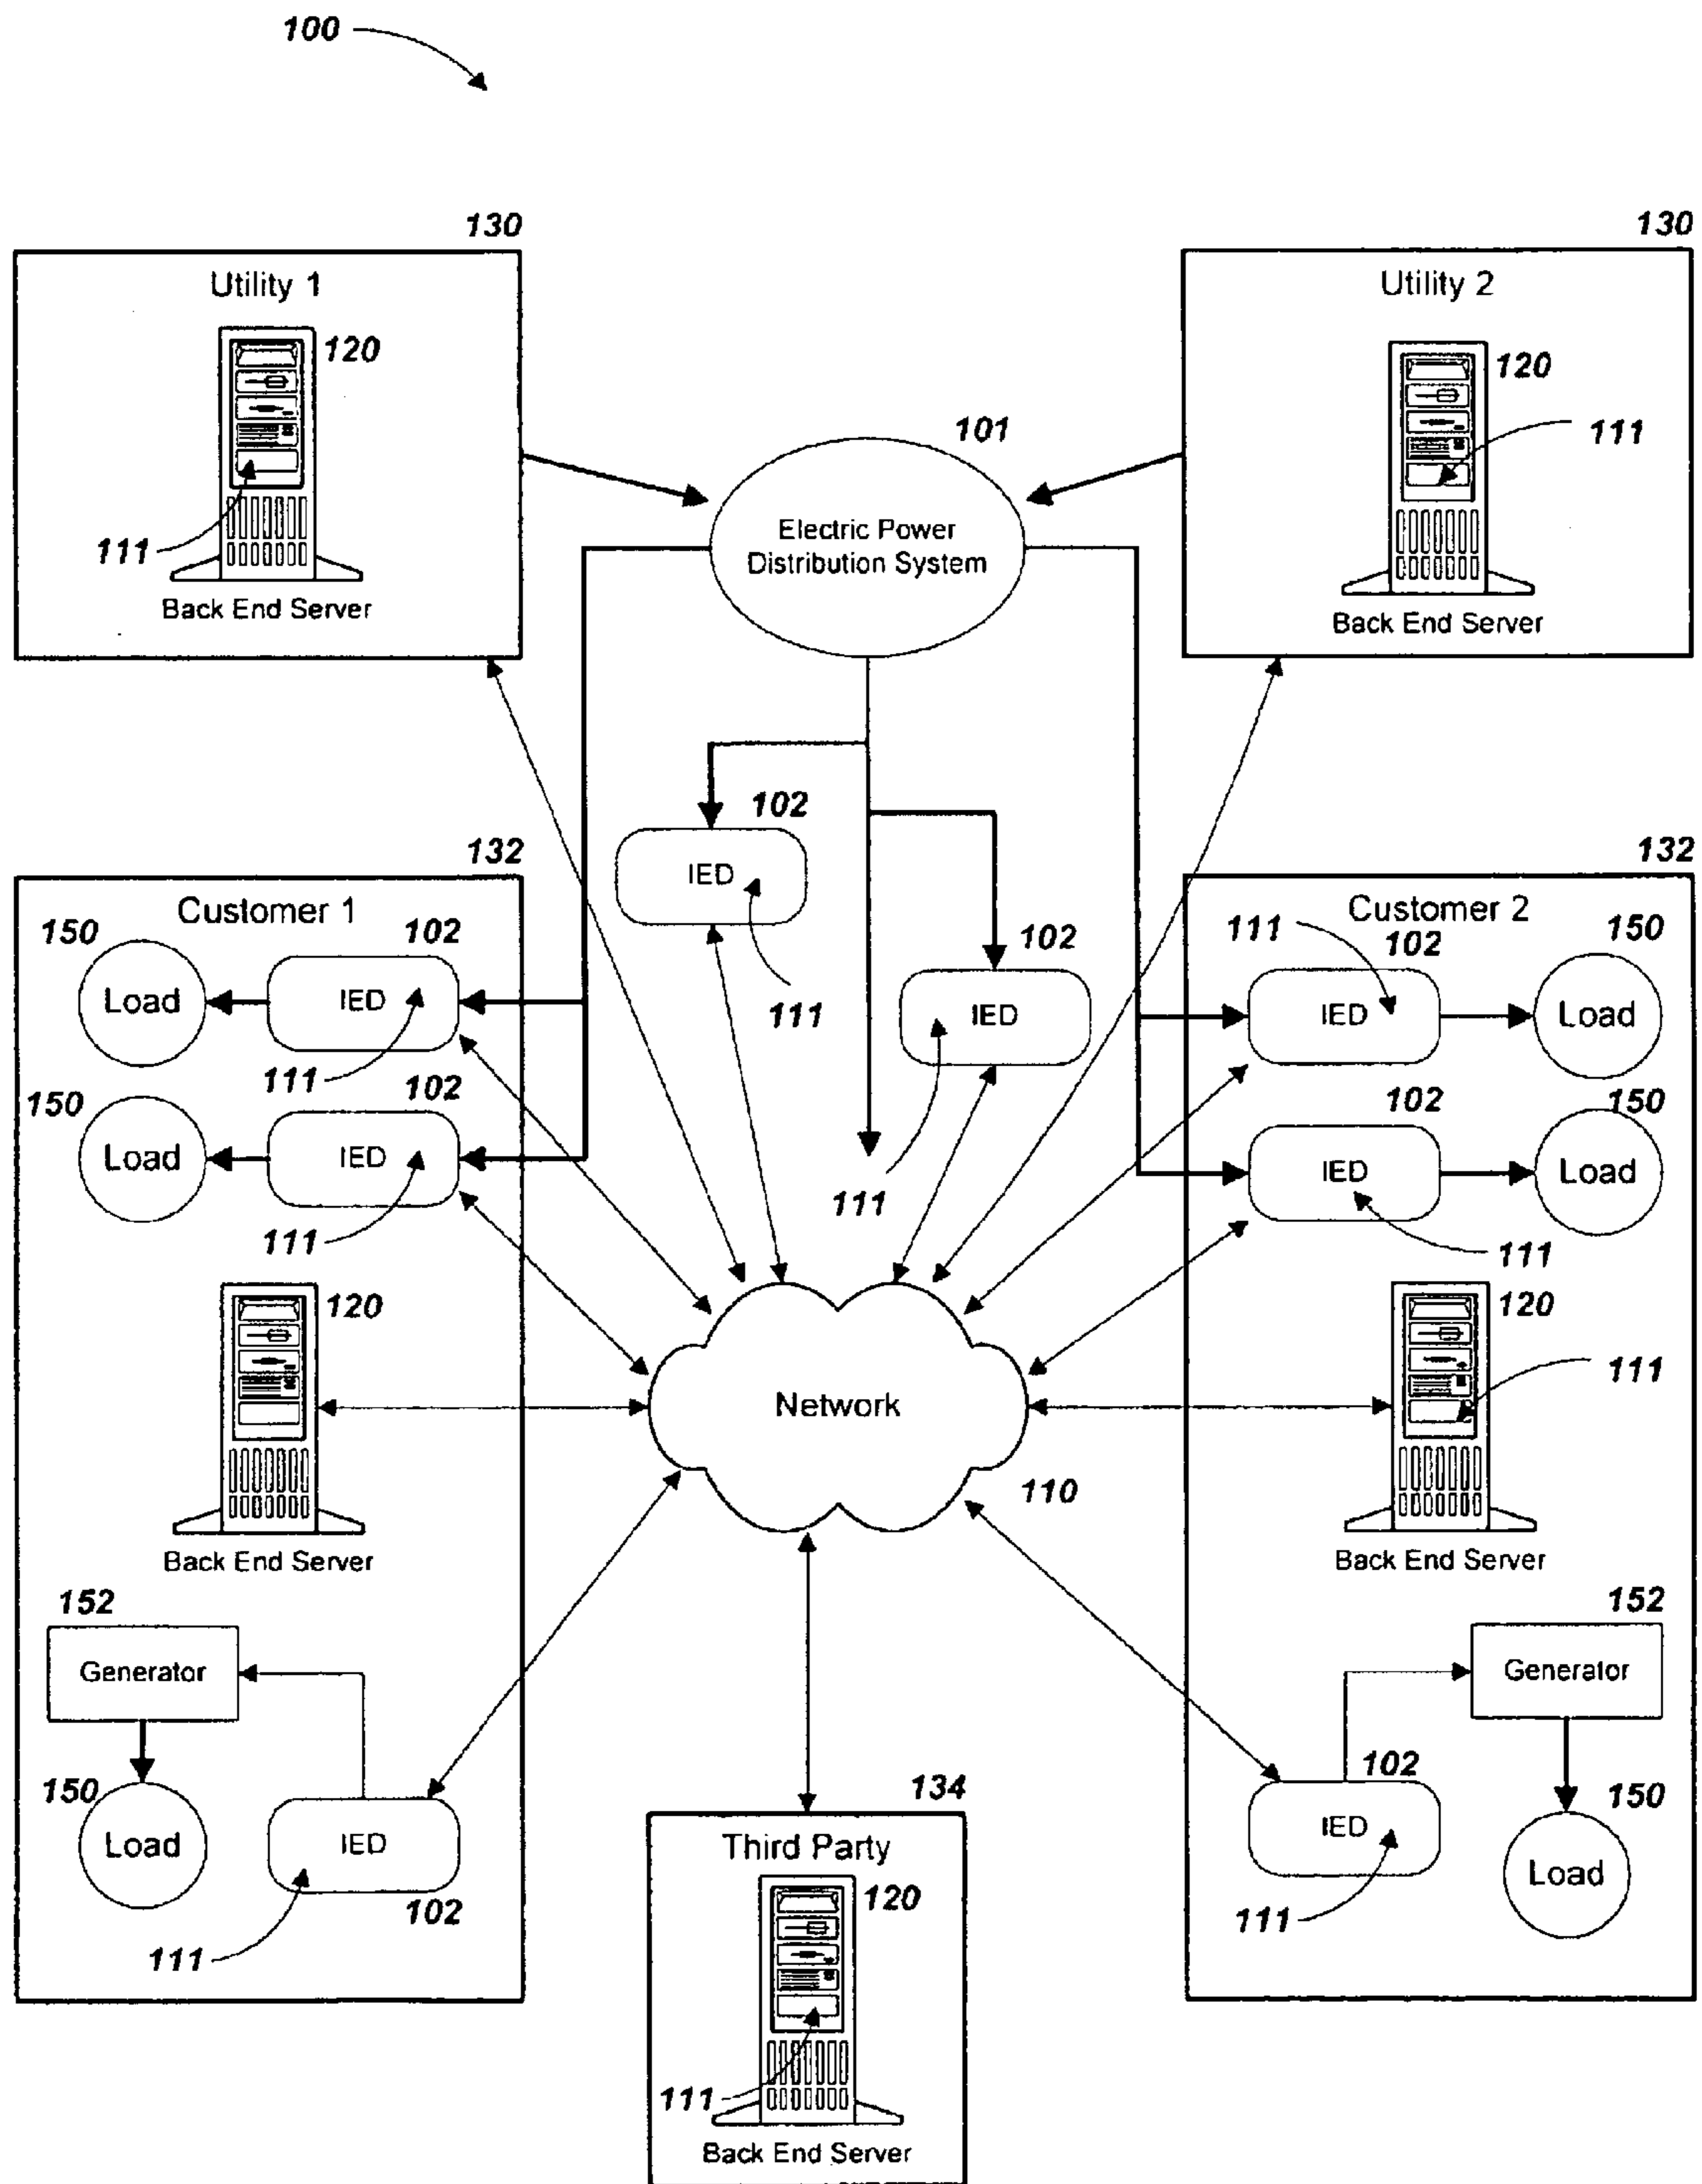 100
130
130
Utility 1
Utility 2
120
120
101
111
Electric Power
Distribution System
111
Back End Server
Back End Server
102
132
132
IED
Customer 1
Customer 2
150
102
102
111
102
150
Load
IED
111
IED
IED
Load
111
102
102
150
150
Load
IED
111
IED
Load
111
111
120
120
111
Network
110
Back End Server
Back End Server
152
152
Generator
Generator
102
150
134
150
Load
IED
Third Party
IED
Load
102
120
111
111
111
Back End Server